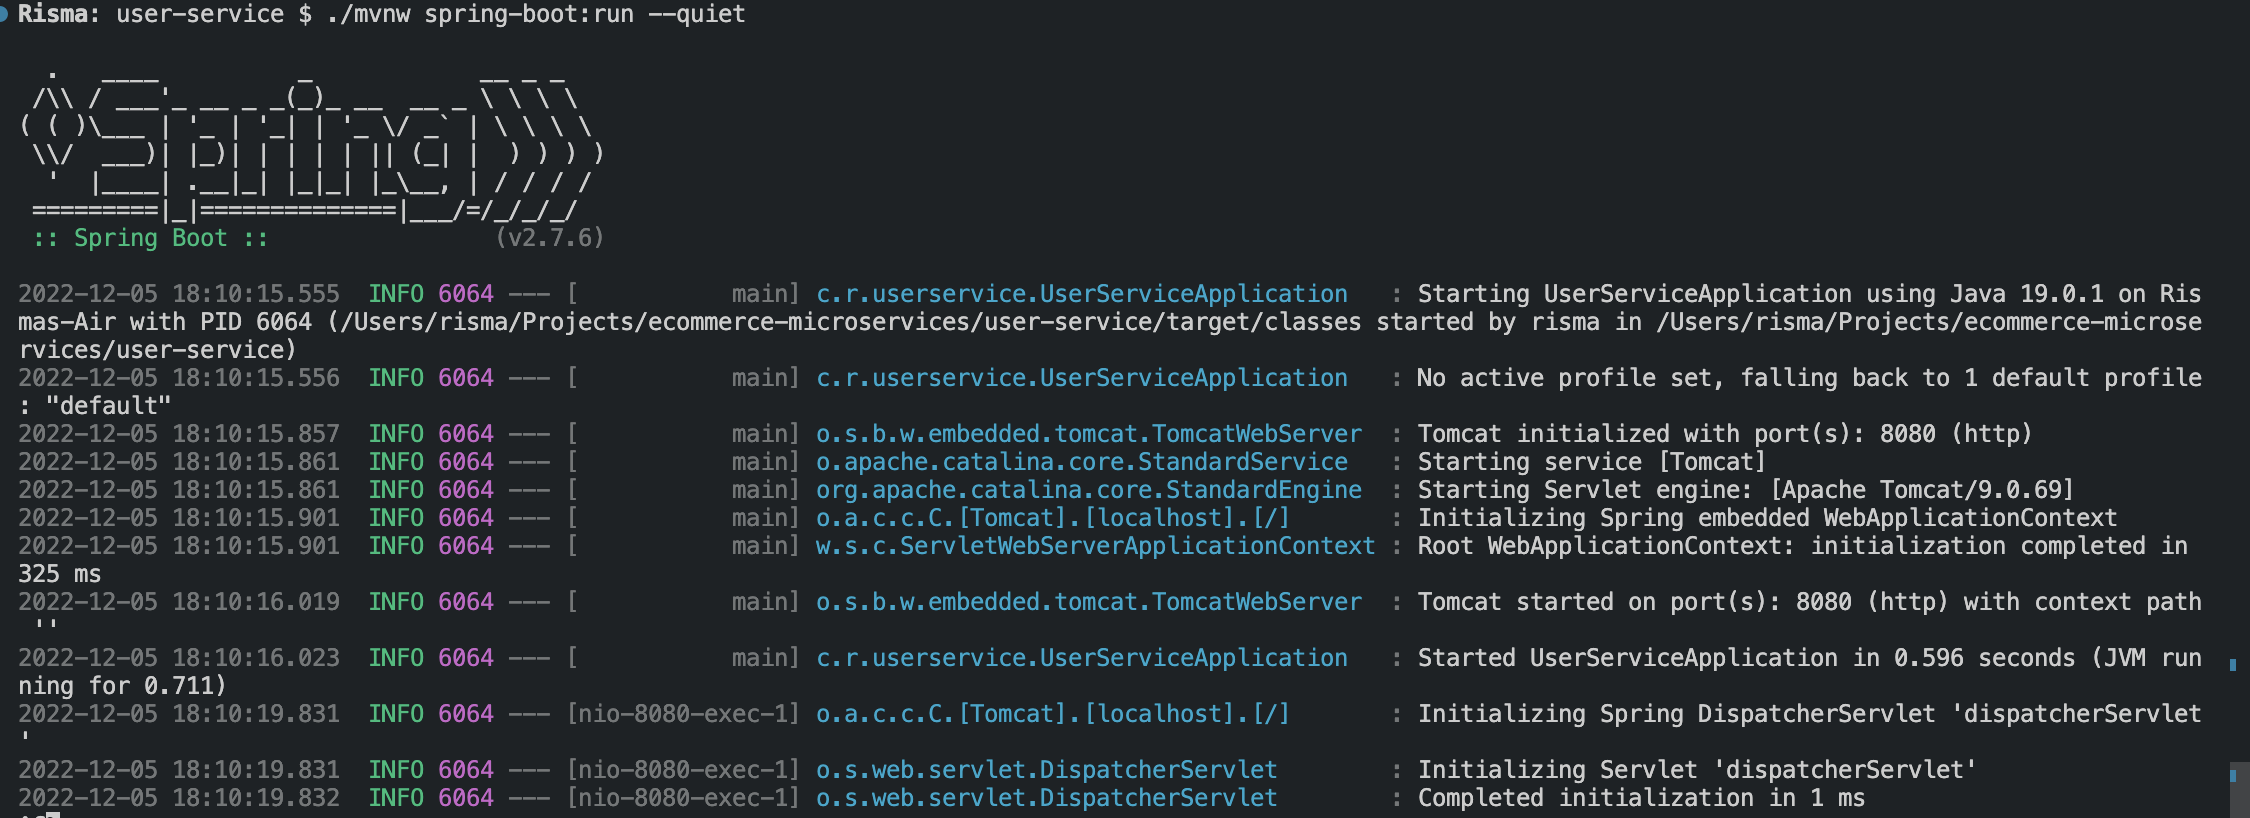 Risma: user-service $ ./mvnw spring-boot:run --quiet
  .   ____          _            __ _ _
 /\\ / ___'_ __ _ _(_)_ __  __ _ \ \ \ \
( ( )\___ | '_ | '_| | '_ \/ _` | \ \ \ \
 \\/  ___)| |_)| | | | | || (_| |  ) ) ) )
  '  |____| .__|_| |_|_| |_\__, | / / / /
 =========|_|==============|___/=/_/_/_/
 :: Spring Boot ::                (v2.7.6)
2022-12-05 18:10:15.555  INFO 6064 --- [           main] c.r.userservice.UserServiceApplication   : Starting UserServiceApplication using Java 19.0.1 on Ris
mas-Air with PID 6064 (/Users/risma/Projects/ecommerce-microservices/user-service/target/classes started by risma in /Users/risma/Projects/ecommerce-microse
rvices/user-service)
2022-12-05 18:10:15.556  INFO 6064 --- [           main] c.r.userservice.UserServiceApplication   : No active profile set, falling back to 1 default profile
: "default"
2022-12-05 18:10:15.857  INFO 6064 --- [           main] o.s.b.w.embedded.tomcat.TomcatWebServer  : Tomcat initialized with port(s): 8080 (http)
2022-12-05 18:10:15.861  INFO 6064 --- [           main] o.apache.catalina.core.StandardService   : Starting service [Tomcat]
2022-12-05 18:10:15.861  INFO 6064 --- [           main] org.apache.catalina.core.StandardEngine  : Starting Servlet engine: [Apache Tomcat/9.0.69]
2022-12-05 18:10:15.901  INFO 6064 --- [           main] o.a.c.c.C.[Tomcat].[localhost].[/]       : Initializing Spring embedded WebApplicationContext
2022-12-05 18:10:15.901  INFO 6064 --- [           main] w.s.c.ServletWebServerApplicationContext : Root WebApplicationContext: initialization completed in
325 ms
2022-12-05 18:10:16.019  INFO 6064 --- [           main] o.s.b.w.embedded.tomcat.TomcatWebServer  : Tomcat started on port(s): 8080 (http) with context path
 ''
2022-12-05 18:10:16.023  INFO 6064 --- [           main] c.r.userservice.UserServiceApplication   : Started UserServiceApplication in 0.596 seconds (JVM run
ning for 0.711)
2022-12-05 18:10:19.831  INFO 6064 --- [nio-8080-exec-1] o.a.c.c.C.[Tomcat].[localhost].[/]       : Initializing Spring DispatcherServlet 'dispatcherServlet
'
2022-12-05 18:10:19.831  INFO 6064 --- [nio-8080-exec-1] o.s.web.servlet.DispatcherServlet        : Initializing Servlet 'dispatcherServlet'
2022-12-05 18:10:19.832  INFO 6064 --- [nio-8080-exec-1] o.s.web.servlet.DispatcherServlet        : Completed initialization in 1 ms